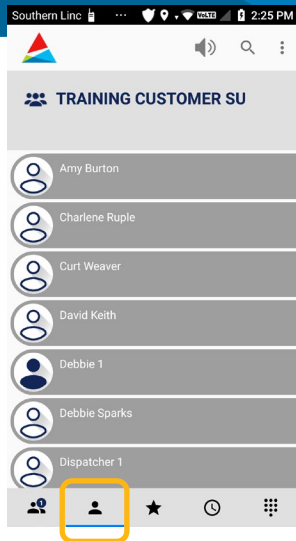 Southern Linc ... VoLTE 2:25 PM
TRAINING CUSTOMER SU
Amy Burton
Charlene Ruple
Curt Weaver
David Keith
Debbie 1
Debbie Sparks
Dispatcher 1
1